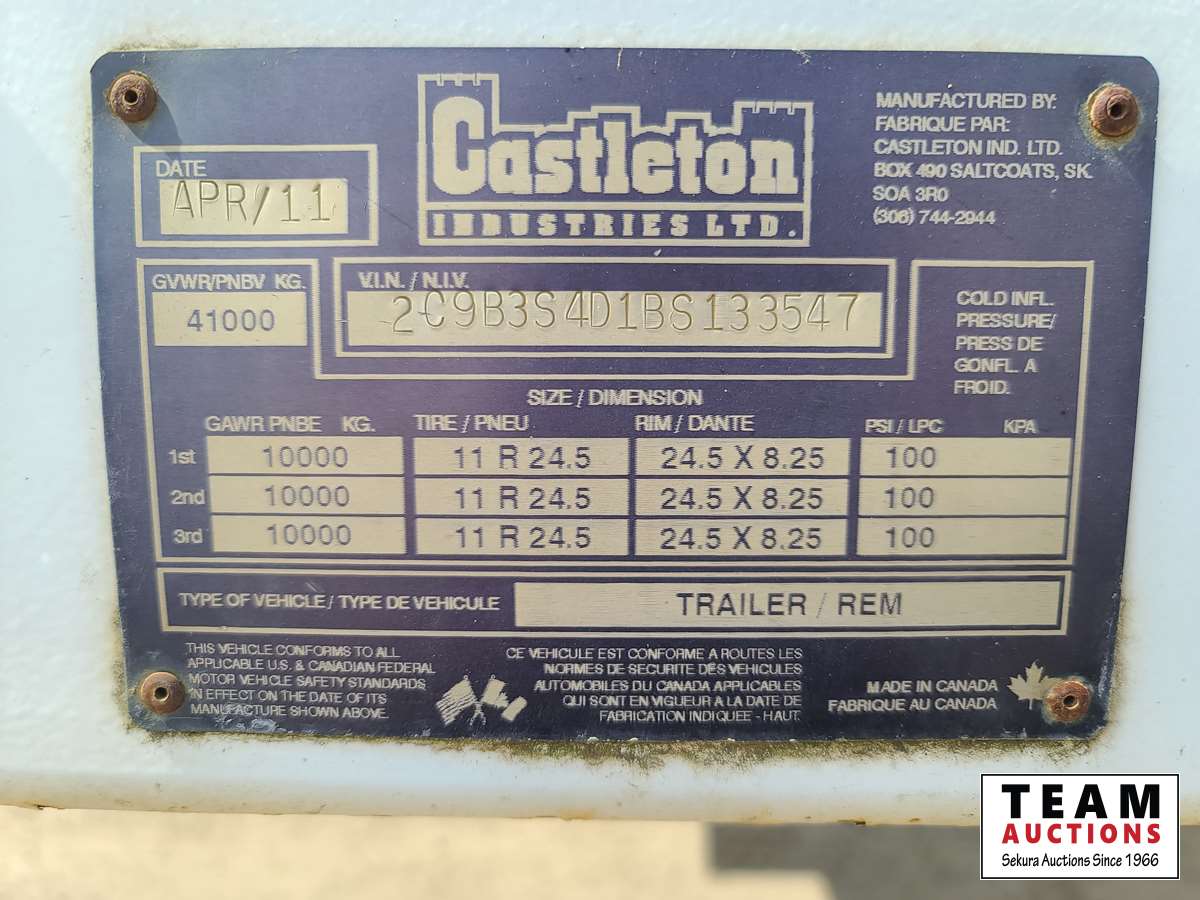 Castleton
INDUSTRIES LTD.
MANUFACTURED BY:
FABRIQUE PAR:
CASTLETON IND. LTD.
BOX 490 SALTCOATS, SK.
SOA 3R0
(306) 744-2944
DATE
APR/11
GVWR/PNBV KG.
41000
V.I.N. / N.I.V.
2C9B3S4D1BS133547
COLD INFL.
PRESSURE/
PRESS DE
GONFL. A
FROID.
SIZE / DIMENSION
GAWR PNBE KG. TIRE / PNEU RIM / DANTE PSI / LPC KPA
1st 10000 11 R 24.5 24.5 X 8.25 100
2nd 10000 11 R 24.5 24.5 X 8.25 100
3rd 10000 11 R 24.5 24.5 X 8.25 100
TYPE OF VEHICLE / TYPE DE VEHICULE TRAILER / REM
THIS VEHICLE CONFORMS TO ALL
APPLICABLE U.S. & CANADIAN FEDERAL
MOTOR VEHICLE SAFETY STANDARDS
IN EFFECT ON THE DATE OF ITS
MANUFACTURE SHOWN ABOVE.
CE VEHICULE EST CONFORME A ROUTES LES
NORMES DE SECURITE DES VEHICULES
AUTOMOBILES DU CANADA APPLICABLES
QUI SONT EN VIGUEUR A LA DATE DE
FABRICATION INDIQUEE - HAUT.
MADE IN CANADA
FABRIQUE AU CANADA
TEAM
AUCTIONS
Sekura Auctions Since 1966